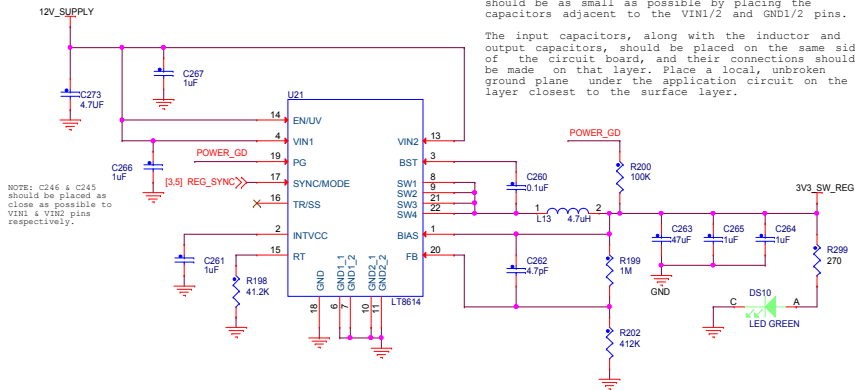 should be as small as possible by placing the
capacitors adjacent to the VIN1/2 and GND1/2 pins.
The input capacitors, along with the inductor and
output capacitors, should be placed on the same sid
of the circuit board, and their connections should
be made on that layer. Place a local, unbroken
ground plane under the application circuit on the
layer closest to the surface layer.
12V_SUPPLY
C267
1uF
C273
4.7UF
U21
14
EN/UV
4
VIN1
VIN2
13
POWER_GD
19
PG
BST
3
C266
1uF
[3,5] REG_SYNC
17
SYNC/MODE
SW1
8
SW2
9
16
TR/SS
SW3
21
SW4
22
2
INTVCC
BIAS
1
15
RT
FB
20
GND
GND1_1
GND1_2
GND2_1
GND2_2
18
6
7
10
11
LT8614
NOTE: C246 & C245
should be placed as
close as possible to
VIN1 & VIN2 pins
respectively.
C261
1uF
R198
41.2K
C260
0.1uF
POWER_GD
R200
100K
1
L13
4.7uH
2
3V3_SW_REG
C262
4.7pF
R199
1M
C263
47uF
C265
1uF
C264
1uF
R299
270
GND
DS10
C
A
LED GREEN
R202
412K